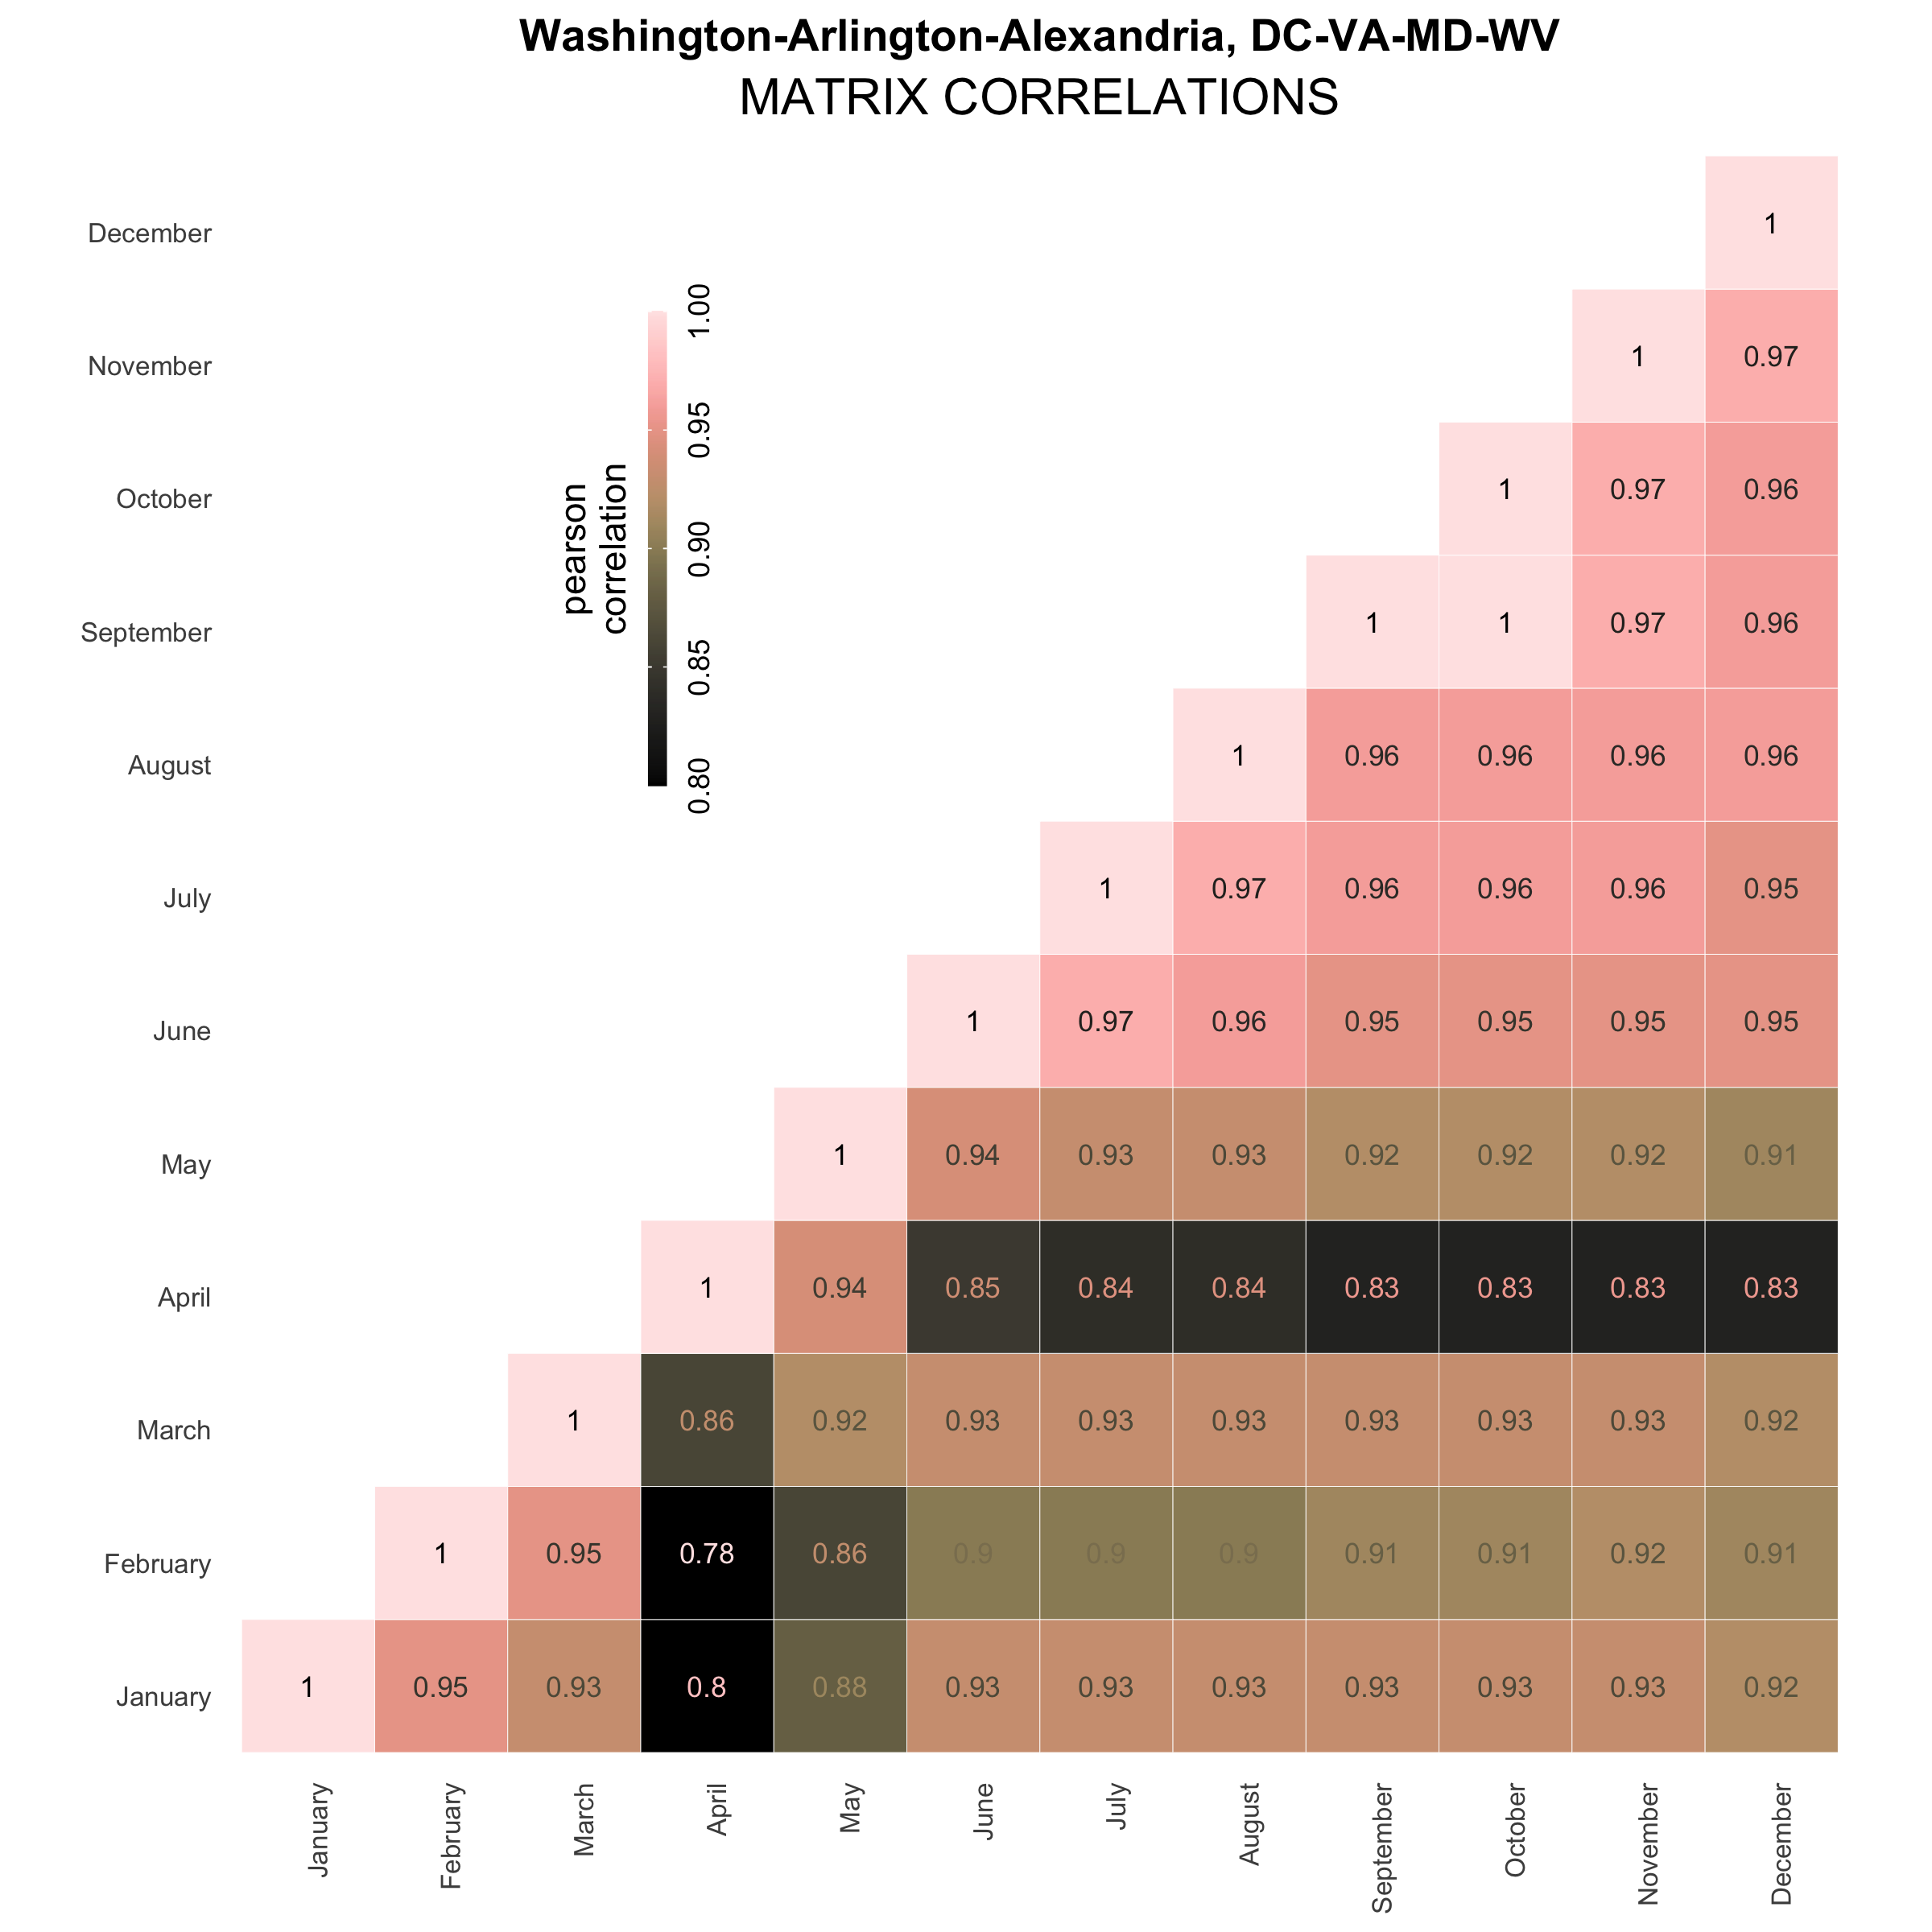 Washington-Arlington-Alexandria, DC-VA-MD-WV
MATRIX CORRELATIONS
pearson
correlation
1.00
0.95
0.90
0.85
0.80
December 1
November 1 0.97
October 1 0.97 0.96
September 1 1 0.97 0.96
August 1 0.96 0.96 0.96 0.96
July 1 0.97 0.96 0.96 0.96 0.95
June 1 0.97 0.96 0.95 0.95 0.95 0.95
May 1 0.94 0.93 0.93 0.92 0.92 0.92 0.91
April 1 0.94 0.85 0.84 0.84 0.83 0.83 0.83 0.83
March 1 0.86 0.92 0.93 0.93 0.93 0.93 0.93 0.93 0.92
February 1 0.95 0.78 0.86 0.9 0.9 0.9 0.91 0.91 0.92 0.91
January 1 0.95 0.93 0.8 0.88 0.93 0.93 0.93 0.93 0.93 0.93 0.92
January February March April May June July August September October November December